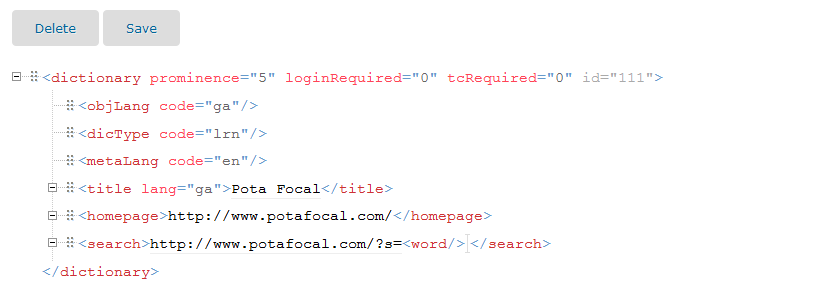 Delete Save
<dictionary prominence="5" loginRequired="0" tcRequired="0" id="111">
<objLang code="ga"/>
<dicType code="lrn"/>
<metaLang code="en"/>
<title lang="ga">Pota Focal</title>
<homepage>http://www.potafocal.com/</homepage>
<search>http://www.potafocal.com/?s=<word/> </search>
</dictionary>